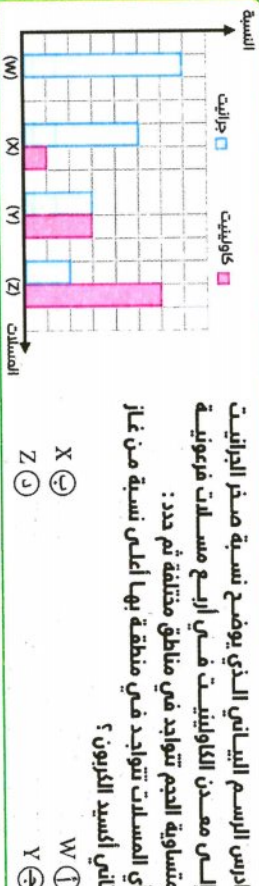 ادرس الرسم البياني الذي يوضح نسبة صخر الجرانيت
إلى معدن الكاولينيت في أربع مسلات فرعونية
متساوية الحجم تتواجد في مناطق مختلفة ثم حدد :
أي المسلات تتواجد في منطقة بها أعلى نسبة من غاز
ثاني أكسيد الكربون ؟
أ W
ب X
ج Y
د Z
النسبة
جرانيت
كاولينيت
(W)
(X)
(Y)
(Z)
المسلات